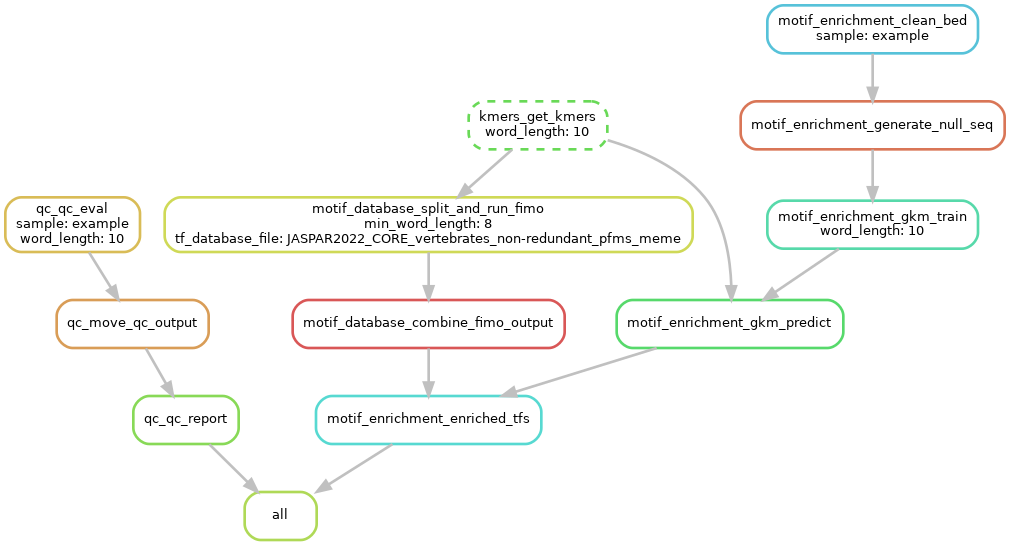 motif_enrichment_clean_bed
sample: example
kmers_get_kmers
word_length: 10
motif_enrichment_generate_null_seq
qc_qc_eval
sample: example
word_length: 10
motif_database_split_and_run_fimo
min_word_length: 8
tf_database_file: JASPAR2022_CORE_vertebrates_non-redundant_pfms_meme
motif_enrichment_gkm_train
word_length: 10
qc_move_qc_output
motif_database_combine_fimo_output
motif_enrichment_gkm_predict
qc_qc_report
motif_enrichment_enriched_tfs
all